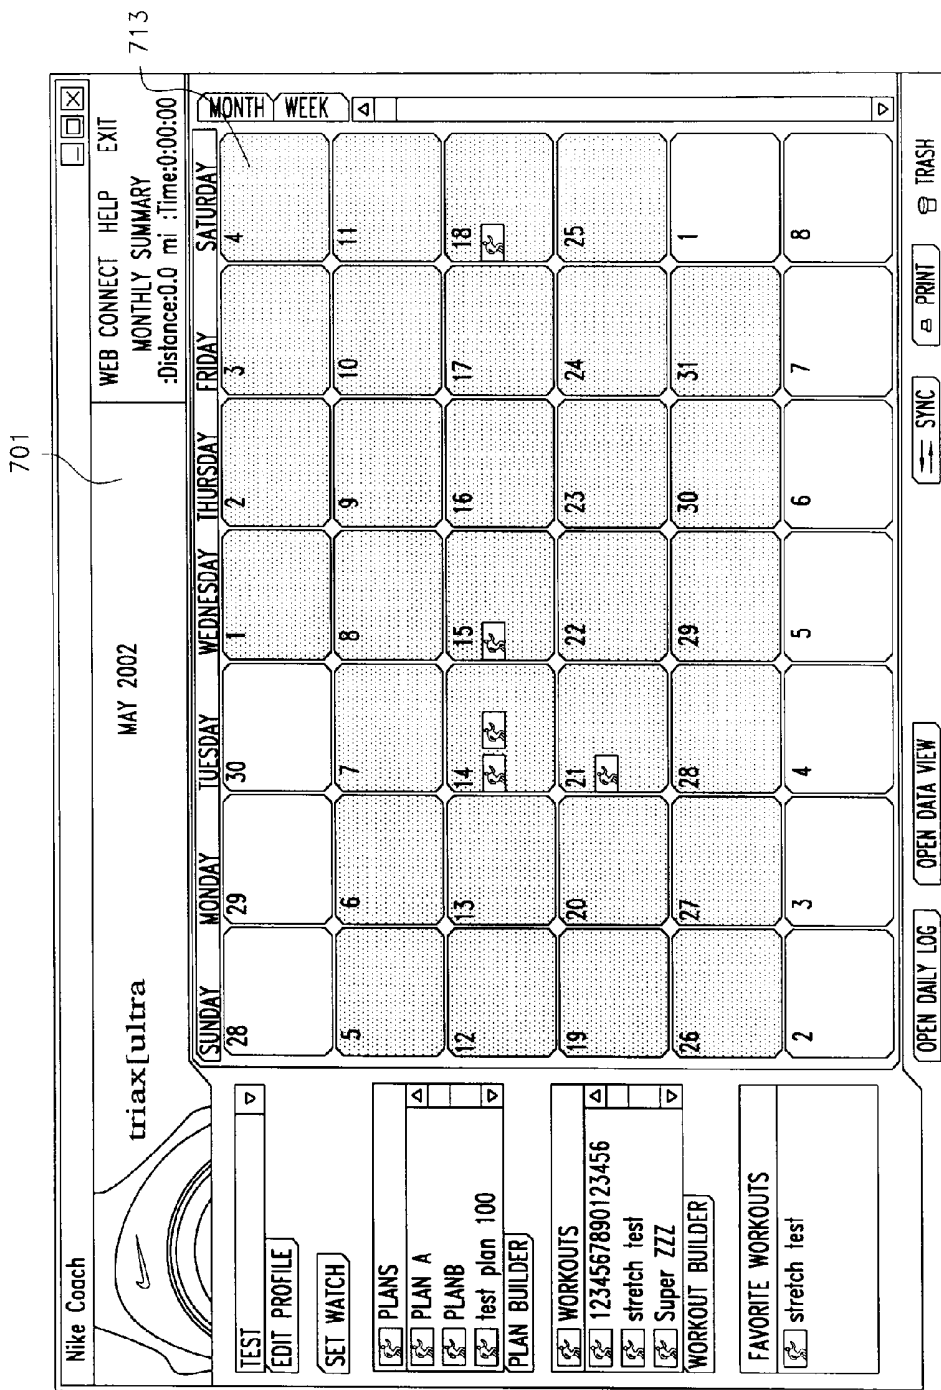 701
713
Nike Coach
WEB CONNECT HELP EXIT
triax[ultra
MAY 2002
MONTHLY SUMMARY
:Distance:0.0 mi :Time:0:00:00
TEST
EDIT PROFILE
SET WATCH
PLANS
PLAN A
PLANB
test plan 100
PLAN BUILDER
WORKOUTS
1234567890123456
stretch test
Super ZZZ
WORKOUT BUILDER
FAVORITE WORKOUTS
stretch test
SUNDAY MONDAY TUESDAY WEDNESDAY THURSDAY FRIDAY SATURDAY
28 29 30 1 2 3 4
5 6 7 8 9 10 11
12 13 14 15 16 17 18
19 20 21 22 23 24 25
26 27 28 29 30 31 1
2 3 4 5 6 7 8
MONTH
WEEK
OPEN DAILY LOG OPEN DATA VIEW SYNC PRINT TRASH